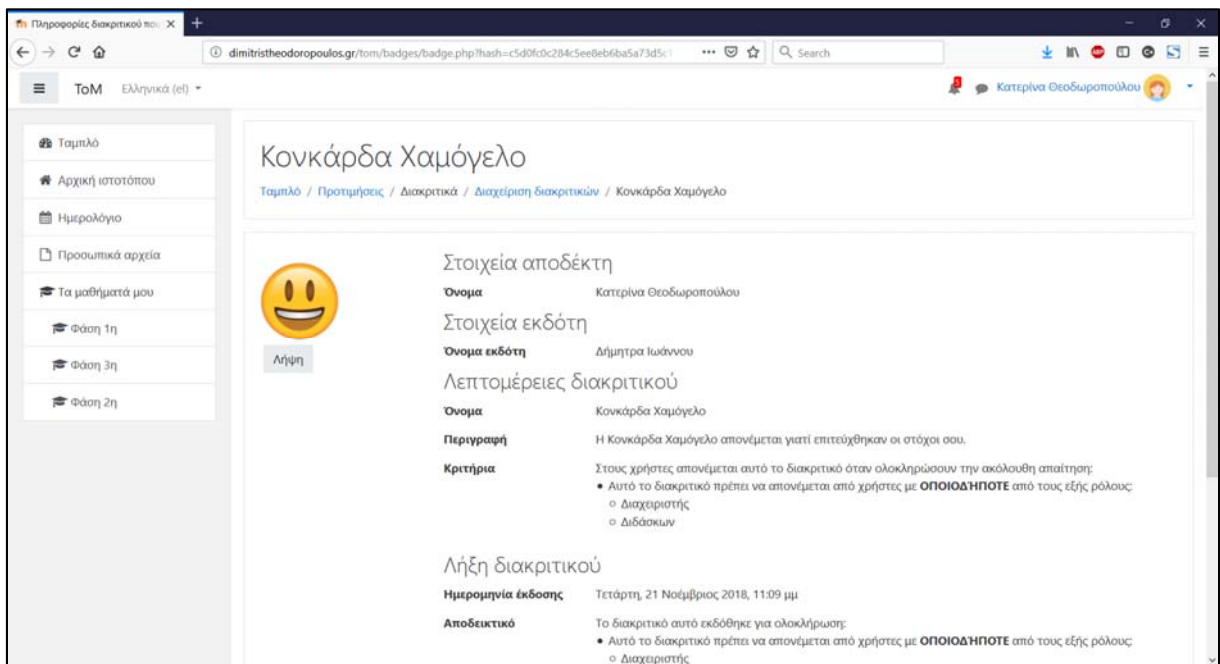 Πληροφορίες διακριτικού που
dimitristheodoropoulos.gr/tom/badges/badge.php?hash=c5d0fc0c284c5ee8eb6ba5a73d5c1
Search
ToM Ελληνικά (el)
Κατερίνα Θεοδωροπούλου
Ταμπλό
Αρχική ιστοτόπου
Ημερολόγιο
Προσωπικά αρχεία
Τα μαθήματά μου
Φάση 1η
Φάση 3η
Φάση 2η
Κονκάρδα Χαμόγελο
Ταμπλό / Προτιμήσεις / Διακριτικά / Διαχείριση διακριτικών / Κονκάρδα Χαμόγελο
Λήψη
Στοιχεία αποδέκτη
Όνομα Κατερίνα Θεοδωροπούλου
Στοιχεία εκδότη
Όνομα εκδότη Δήμητρα Ιωάννου
Λεπτομέρειες διακριτικού
Όνομα Κονκάρδα Χαμόγελο
Περιγραφή Η Κονκάρδα Χαμόγελο απονέμεται γιατί επιτεύχθηκαν οι στόχοι σου.
Κριτήρια Στους χρήστες απονέμεται αυτό το διακριτικό όταν ολοκληρώσουν την ακόλουθη απαίτηση:
• Αυτό το διακριτικό πρέπει να απονέμεται από χρήστες με ΟΠΟΙΟΔΉΠΟΤΕ από τους εξής ρόλους:
○ Διαχειριστής
○ Διδάσκων
Λήξη διακριτικού
Ημερομηνία έκδοσης Τετάρτη, 21 Νοέμβριος 2018, 11:09 μμ
Αποδεικτικό Το διακριτικό αυτό εκδόθηκε για ολοκλήρωση:
• Αυτό το διακριτικό πρέπει να απονέμεται από χρήστες με ΟΠΟΙΟΔΉΠΟΤΕ από τους εξής ρόλους:
○ Διαχειριστής